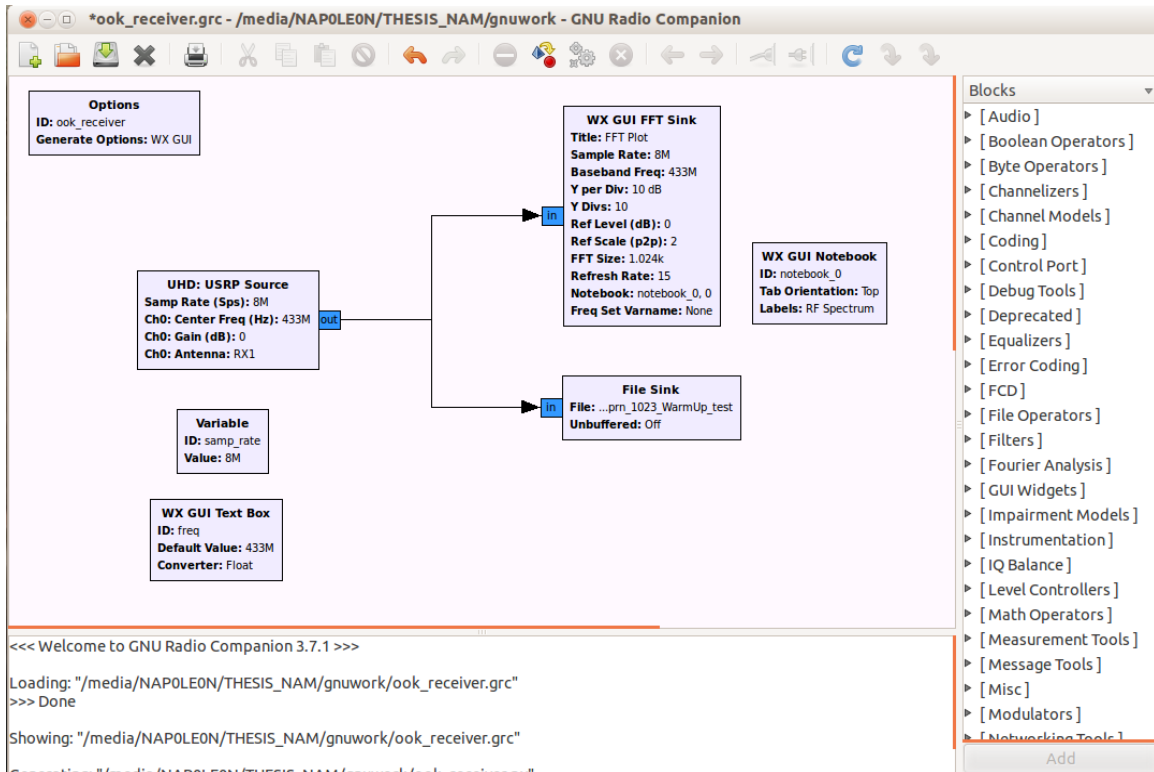 *ook_receiver.grc - /media/NAP0LE0N/THESIS_NAM/gnuwork - GNU Radio Companion
Options
ID: ook_receiver
Generate Options: WX GUI
WX GUI FFT Sink
Title: FFT Plot
Sample Rate: 8M
Baseband Freq: 433M
Y per Div: 10 dB
Y Divs: 10
Ref Level (dB): 0
Ref Scale (p2p): 2
FFT Size: 1.024k
Refresh Rate: 15
Notebook: notebook_0, 0
Freq Set Varname: None
in
WX GUI Notebook
ID: notebook_0
Tab Orientation: Top
Labels: RF Spectrum
UHD: USRP Source
Samp Rate (Sps): 8M
Ch0: Center Freq (Hz): 433M
Ch0: Gain (dB): 0
Ch0: Antenna: RX1
out
File Sink
File: ...prn_1023_WarmUp_test
Unbuffered: Off
in
Variable
ID: samp_rate
Value: 8M
WX GUI Text Box
ID: freq
Default Value: 433M
Converter: Float
<<< Welcome to GNU Radio Companion 3.7.1 >>>
Loading: "/media/NAP0LE0N/THESIS_NAM/gnuwork/ook_receiver.grc"
>>> Done
Showing: "/media/NAP0LE0N/THESIS_NAM/gnuwork/ook_receiver.grc"
Generating: "/media/NAP0LE0N/THESIS_NAM/gnuwork/ook_receiver.py"
Blocks
[ Audio ]
[ Boolean Operators ]
[ Byte Operators ]
[ Channelizers ]
[ Channel Models ]
[ Coding ]
[ Control Port ]
[ Debug Tools ]
[ Deprecated ]
[ Equalizers ]
[ Error Coding ]
[ FCD ]
[ File Operators ]
[ Filters ]
[ Fourier Analysis ]
[ GUI Widgets ]
[ Impairment Models ]
[ Instrumentation ]
[ IQ Balance ]
[ Level Controllers ]
[ Math Operators ]
[ Measurement Tools ]
[ Message Tools ]
[ Misc ]
[ Modulators ]
[ Networking Tools ]
Add